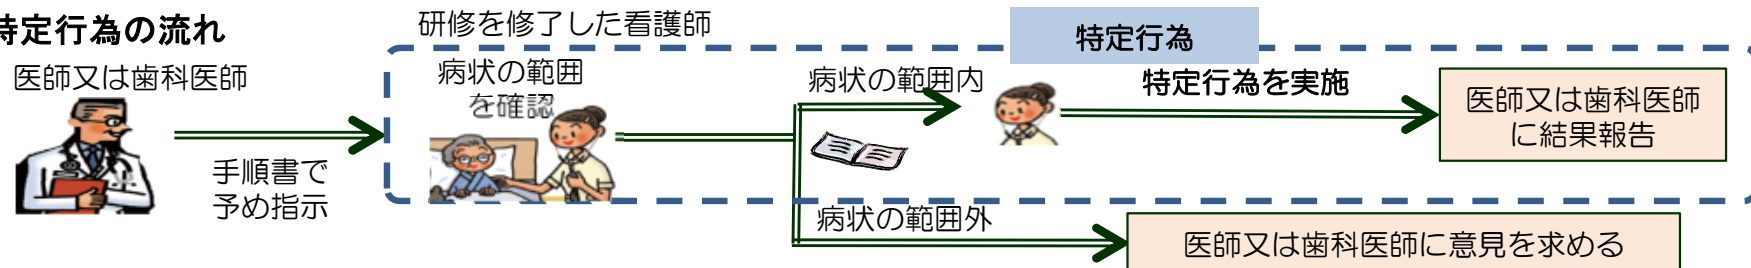 特定行為の流れ
研修を修了した看護師
特定行為
医師又は歯科医師
病状の範囲
を確認
病状の範囲内
特定行為を実施
医師又は歯科医師
に結果報告
手順書で
予め指示
病状の範囲外
医師又は歯科医師に意見を求める